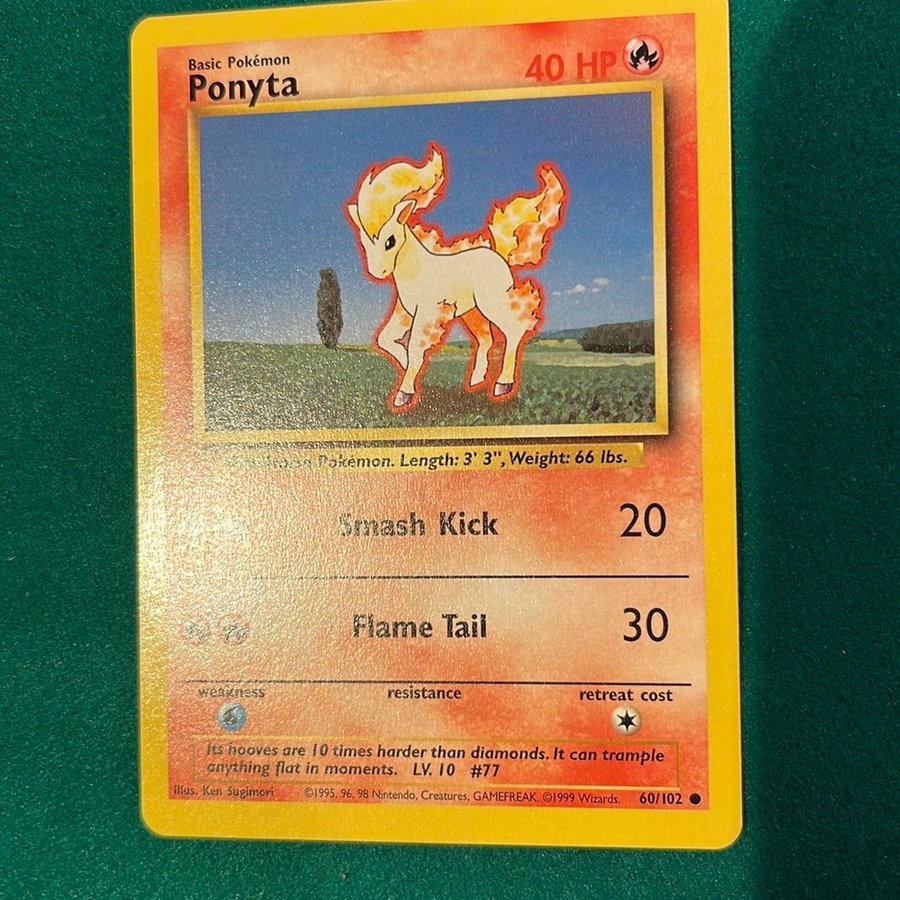 Basic Pokémon
Ponyta
40 HP
Pokémon. Length: 3' 3", Weight: 66 lbs.
Smash Kick 20
Flame Tail 30
weakness resistance retreat cost
Its hooves are 10 times harder than diamonds. It can trample
anything flat in moments. LV. 10 #77
Illus. Ken Sugimori ©1995, 96, 98 Nintendo, Creatures, GAMEFREAK. ©1999 Wizards. 60/102